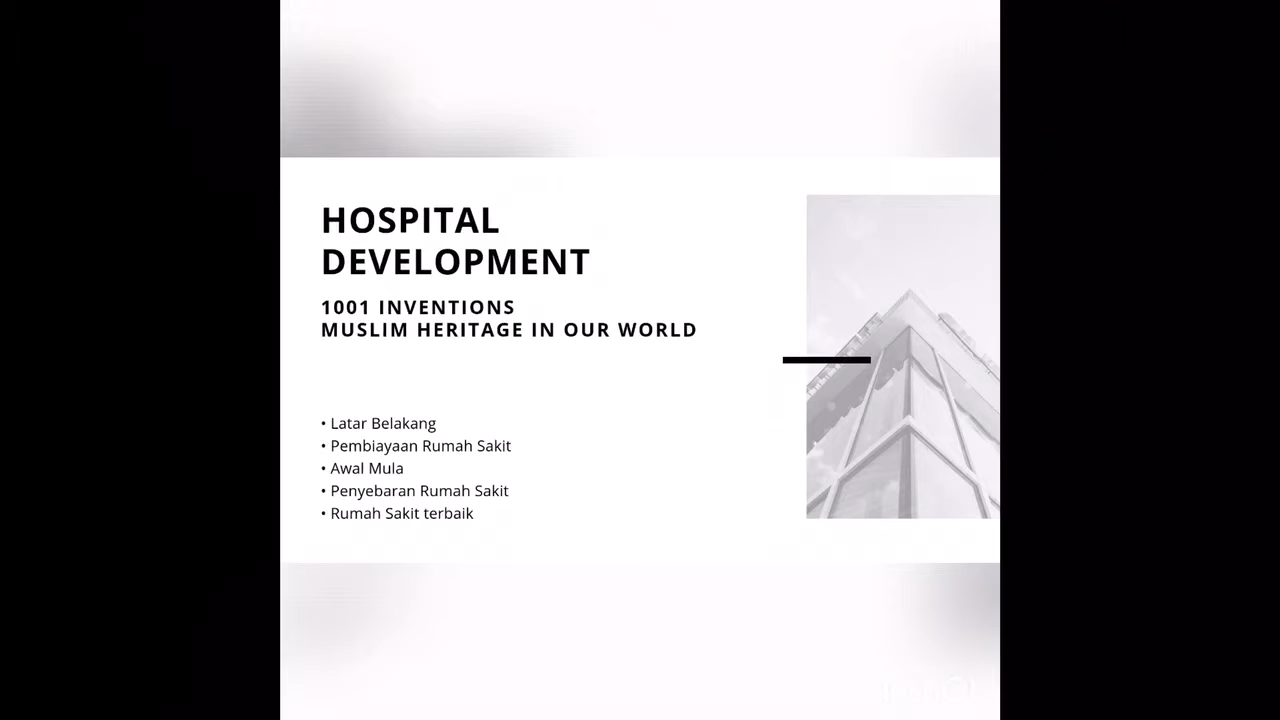 HOSPITAL
DEVELOPMENT
1001 INVENTIONS
MUSLIM HERITAGE IN OUR WORLD
• Latar Belakang
• Pembiayaan Rumah Sakit
• Awal Mula
• Penyebaran Rumah Sakit
• Rumah Sakit terbaik